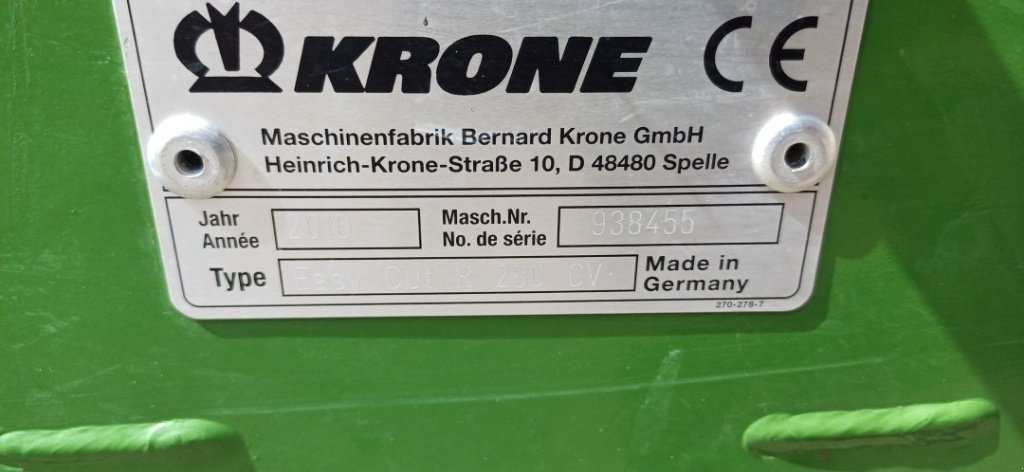 KRONE CE
Maschinenfabrik Bernard Krone GmbH
Heinrich-Krone-Straße 10, D 48480 Spelle
Jahr 2016 Masch.Nr. 938455
Année No. de série
Type Easy Cut R 280 CV Made in
Germany
270-278-7